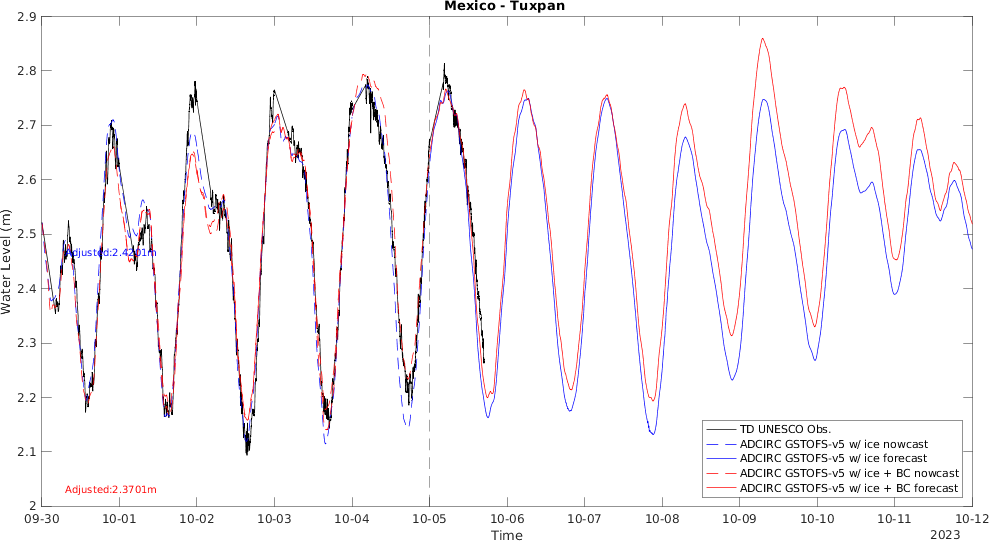 Mexico - Tuxpan
2.9
2.8
2.7
2.6
2.5
2.4
2.3
2.2
2.1
2
Water Level (m)
Adjusted:2.4201m
Adjusted:2.3701m
TD UNESCO Obs.
ADCIRC GSTOFS-v5 w/ ice nowcast
ADCIRC GSTOFS-v5 w/ ice forecast
ADCIRC GSTOFS-v5 w/ ice + BC nowcast
ADCIRC GSTOFS-v5 w/ ice + BC forecast
09-30 10-01 10-02 10-03 10-04 10-05 10-06 10-07 10-08 10-09 10-10 10-11 10-12
Time
2023